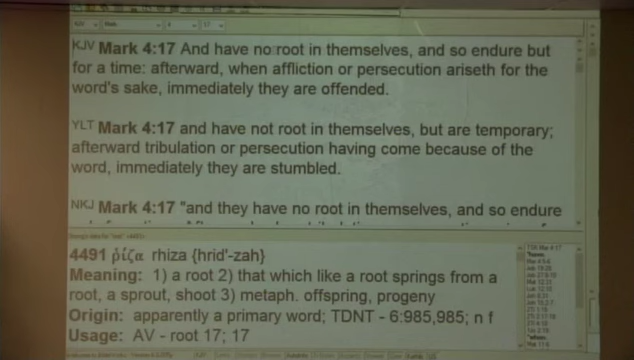 KJV Mark 4:17 And have no root in themselves, and so endure but
for a time: afterward, when affliction or persecution ariseth for the
word's sake, immediately they are offended.
YLT Mark 4:17 and have not root in themselves, but are temporary;
afterward tribulation or persecution having come because of the
word, immediately they are stumbled.
NKJ Mark 4:17 "and they have no root in themselves, and so endure
4491 ῥίζα rhiza {hrid'-zah}
Meaning: 1) a root 2) that which like a root springs from a
root, a sprout, shoot 3) metaph. offspring, progeny
Origin: apparently a primary word; TDNT - 6:985,985; n f
Usage: AV - root 17; 17